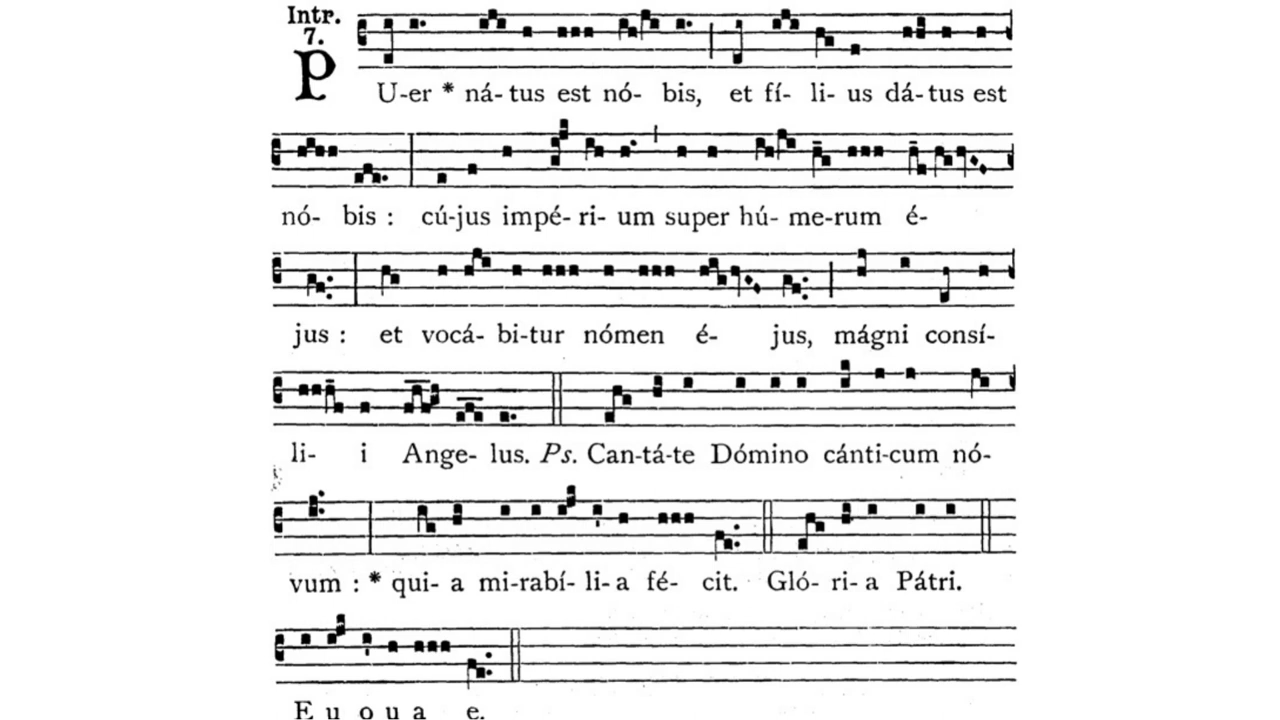 Intr.
7.
PU-er * ná-tus est nó- bis, et fí- li- us dá-tus est
nó- bis : cú-jus impé-ri- um super hú- me-rum é-
jus : et vocá- bi-tur nómen é- jus, mágni consí-
li- i Ange- lus. Ps. Can-tá-te Dómino cánti-cum nó-
vum : * qui- a mi-rabí- li- a fé- cit. Gló- ri- a Pátri.
E u o u a e.